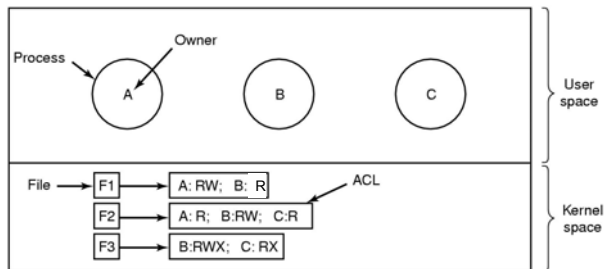 Owner
Process
A
B
C
User
space
File
F1
A: RW; B: R
ACL
F2
A: R; B:RW; C:R
F3
B:RWX; C: RX
Kernel
space